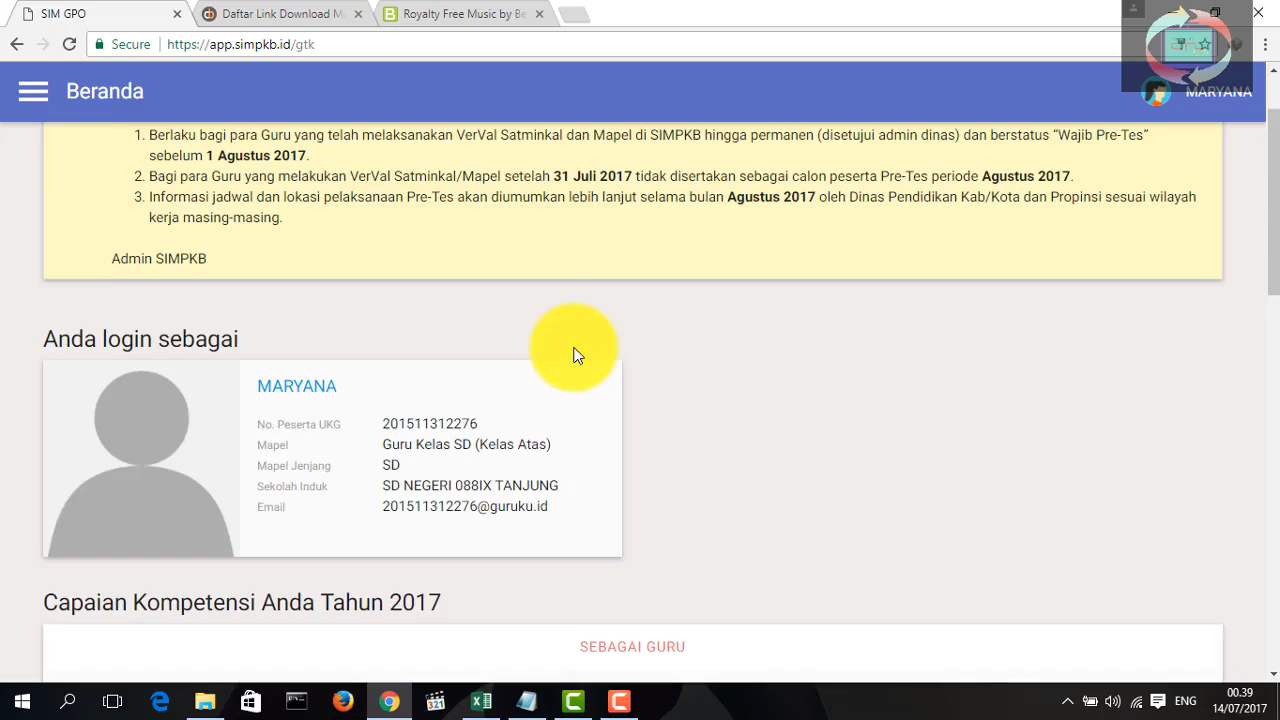 SIM GPO
Daftar Link Download M
Royalty Free Music by Be
Secure
https://app.simpkb.id/gtk
Beranda
MARYANA
1. Berlaku bagi para Guru yang telah melaksanakan VerVal Satminkal dan Mapel di SIMPKB hingga permanen (disetujui admin dinas) dan berstatus “Wajib Pre-Tes”
sebelum 1 Agustus 2017.
2. Bagi para Guru yang melakukan VerVal Satminkal/Mapel setelah 31 Juli 2017 tidak disertakan sebagai calon peserta Pre-Tes periode Agustus 2017.
3. Informasi jadwal dan lokasi pelaksanaan Pre-Tes akan diumumkan lebih lanjut selama bulan Agustus 2017 oleh Dinas Pendidikan Kab/Kota dan Propinsi sesuai wilayah
kerja masing-masing.
Admin SIMPKB
Anda login sebagai
MARYANA
No. Peserta UKG 201511312276
Mapel Guru Kelas SD (Kelas Atas)
Mapel Jenjang SD
Sekolah Induk SD NEGERI 088IX TANJUNG
Email 201511312276@guruku.id
Capaian Kompetensi Anda Tahun 2017
SEBAGAI GURU
321
ENG
00.39
14/07/2017